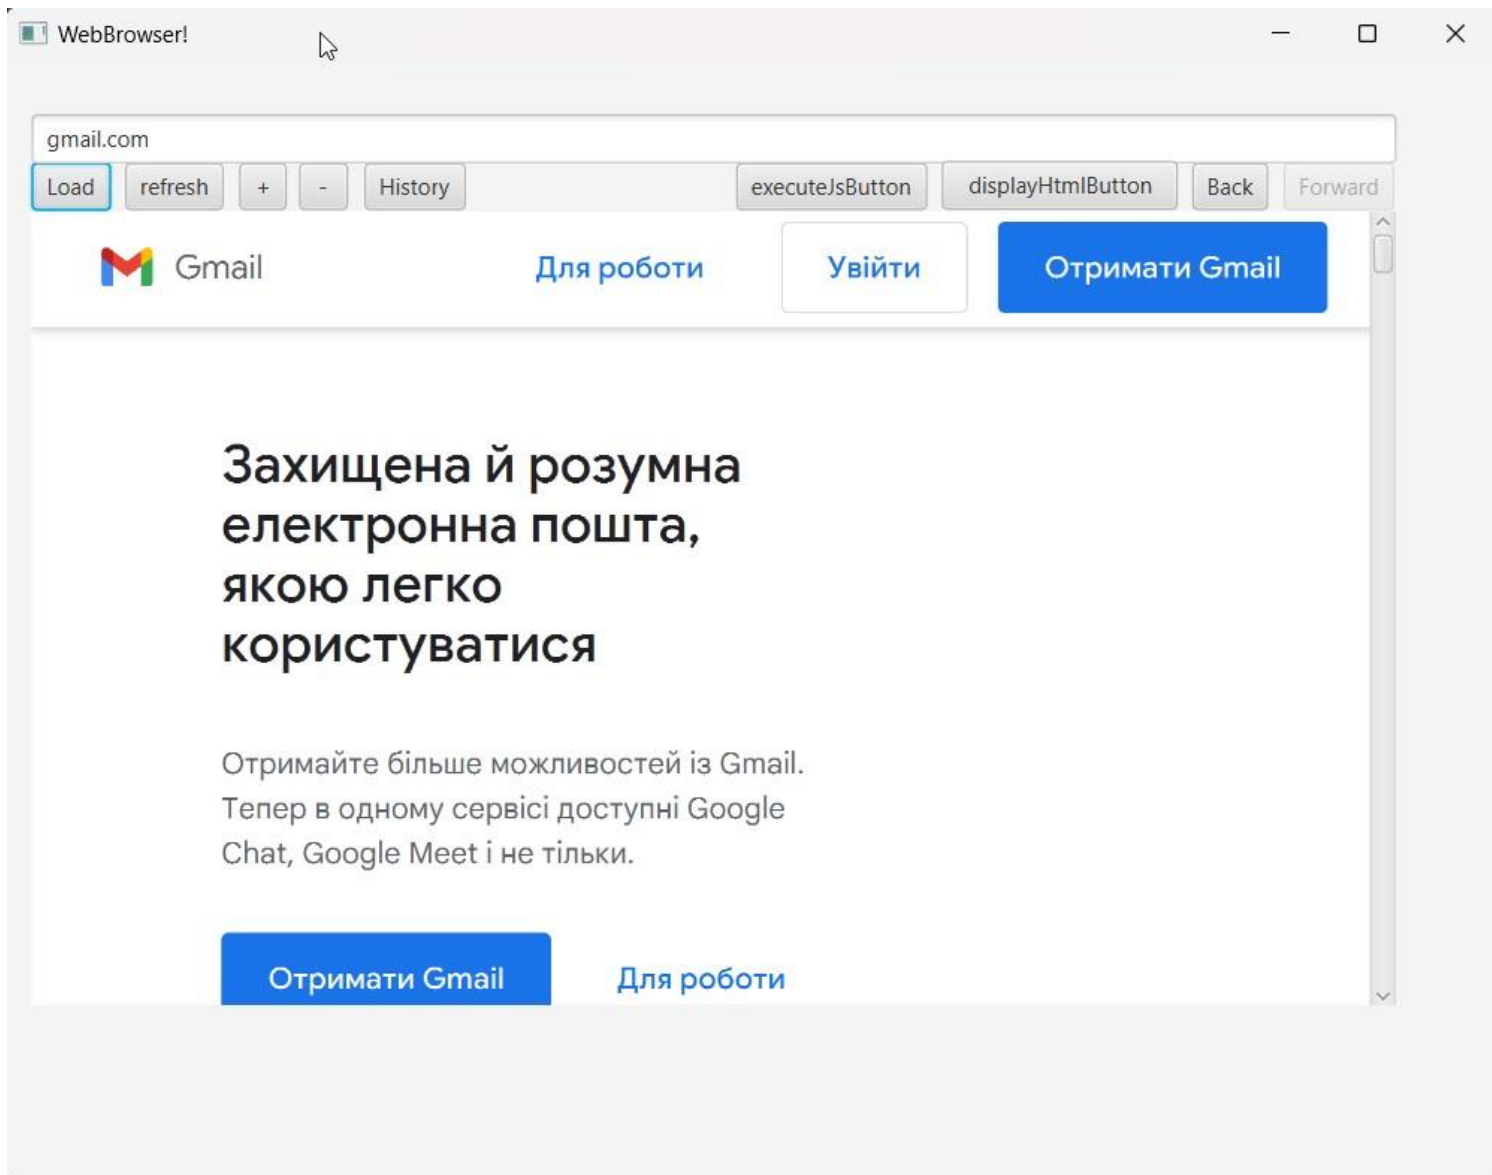 WebBrowser!
gmail.com
Load refresh + - History executeJsButton displayHtmlButton Back Forward
Gmail Для роботи Увійти Отримати Gmail
Захищена й розумна
електронна пошта,
якою легко
користуватися
Отримайте більше можливостей із Gmail.
Тепер в одному сервісі доступні Google
Chat, Google Meet і не тільки.
Отримати Gmail Для роботи